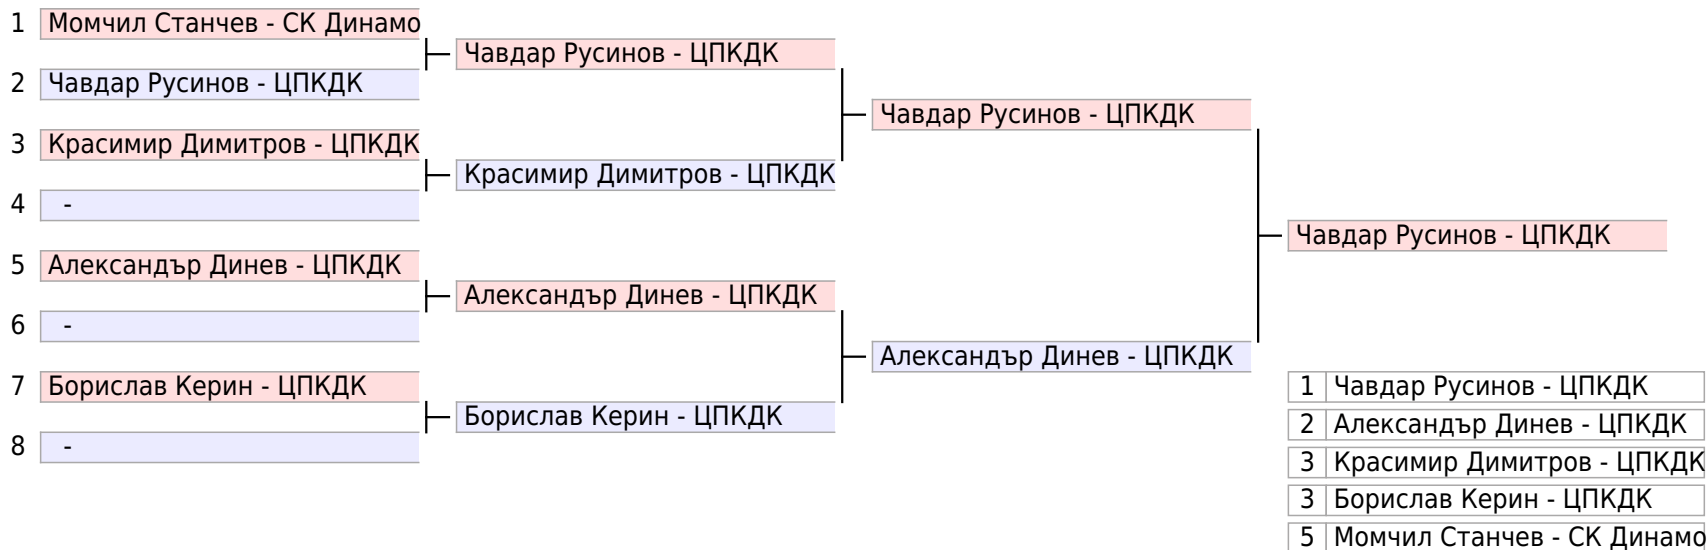 1 Момчил Станчев - СК Динамо
2 Чавдар Русинов - ЦПКДК
3 Красимир Димитров - ЦПКДК
4 -
5 Александър Динев - ЦПКДК
6 -
7 Борислав Керин - ЦПКДК
8 -
Чавдар Русинов - ЦПКДК
Красимир Димитров - ЦПКДК
Александър Динев - ЦПКДК
Борислав Керин - ЦПКДК
Чавдар Русинов - ЦПКДК
Александър Динев - ЦПКДК
Чавдар Русинов - ЦПКДК
1 Чавдар Русинов - ЦПКДК
2 Александър Динев - ЦПКДК
3 Красимир Димитров - ЦПКДК
3 Борислав Керин - ЦПКДК
5 Момчил Станчев - СК Динамо